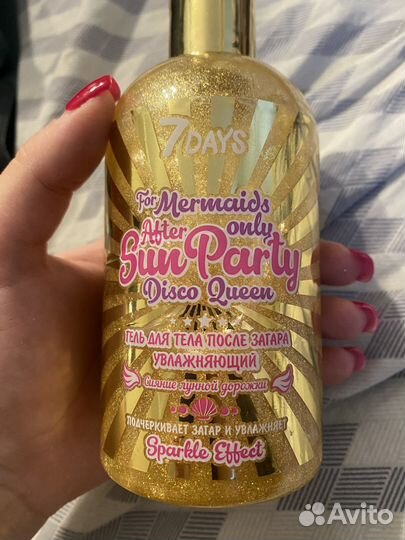 7DAYS
For Mermaids
After only
Sun Party
Disco Queen
ГЕЛЬ ДЛЯ ТЕЛА ПОСЛЕ ЗАГАРА
УВЛАЖНЯЮЩИЙ
Сияние лунной дорожки
ПОДЧЕРКИВАЕТ ЗАГАР И УВЛАЖНЯЕТ
Sparkle Effect
Avito